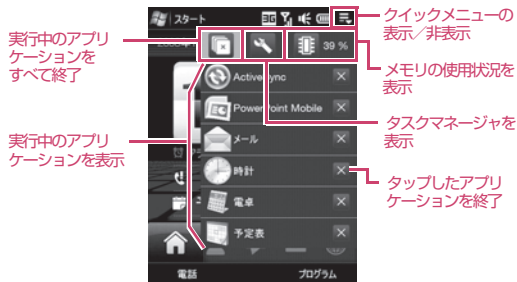 クイックメニューの
表示／非表示
スタート
3G
実行中のアプリ
ケーションを
すべて終了
39 %
メモリの使用状況を
表示
ActiveSync
PowerPoint Mobile
タスクマネージャを
表示
実行中のアプリ
ケーションを表示
メール
時計
タップしたアプリ
ケーションを終了
電卓
予定表
電話
プログラム